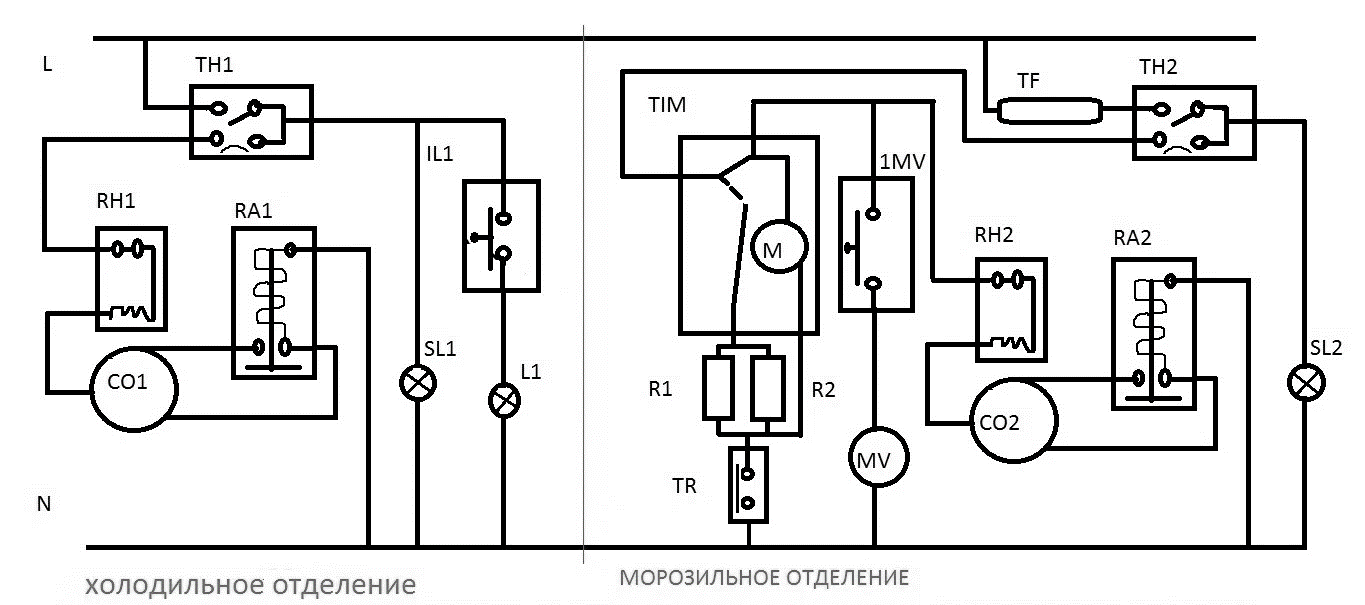 L
TH1
IL1
RH1
RA1
CO1
SL1
L1
N
TIM
TF
TH2
1MV
M
RH2
RA2
R1
R2
SL2
CO2
MV
TR
холодильное отделение
МОРОЗИЛЬНОЕ ОТДЕЛЕНИЕ